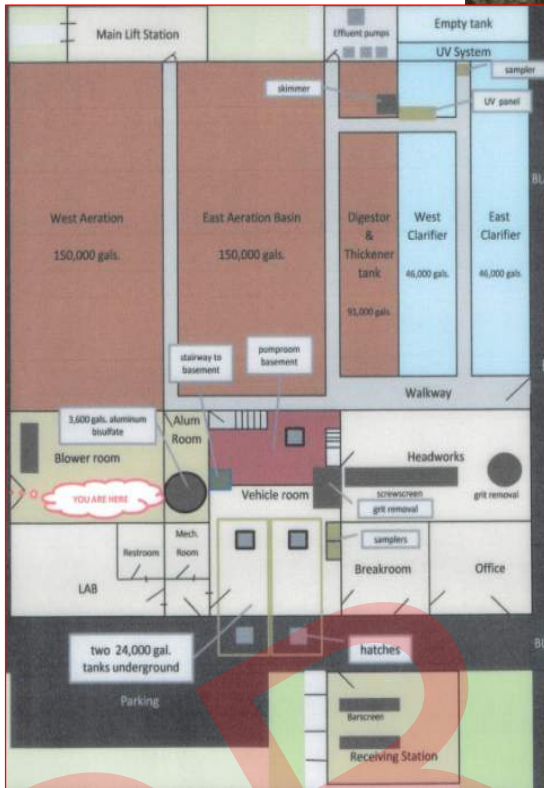 Main Lift Station
Effluent pumps
Empty tank
UV System
sampler
skimmer
UV panel
West Aeration
150,000 gals.
East Aeration Basin
150,000 gals.
Digestor
&
Thickener
tank
91,000 gals.
West
Clarifier
46,000 gals.
East
Clarifier
46,000 gals.
stairway to
basement
pumproom
basement
Walkway
3,600 gals. aluminum
bisulfate
Alum
Room
Blower room
YOU ARE HERE
Vehicle room
Headworks
screwscreen
grit removal
grit removal
Mech.
Room
Restroom
LAB
samplers
Breakroom
Office
two 24,000 gal.
tanks underground
hatches
Parking
Barscreen
Receiving Station